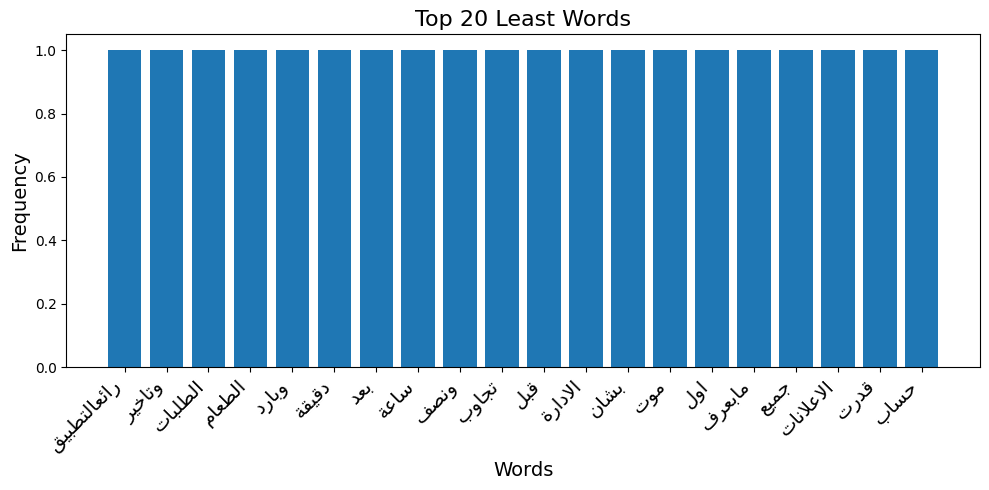 Top 20 Least Words
Frequency
1.0
0.8
0.6
0.4
0.2
0.0
رائعالتطبيق
وتاخير
الطلبات
الطعام
وبارد
دقيقة
بعد
ساعة
ونصف
تجاوب
قبل
الادارة
بشان
موت
اول
مابعرف
جميع
الاعلانات
قدرت
حساب
Words